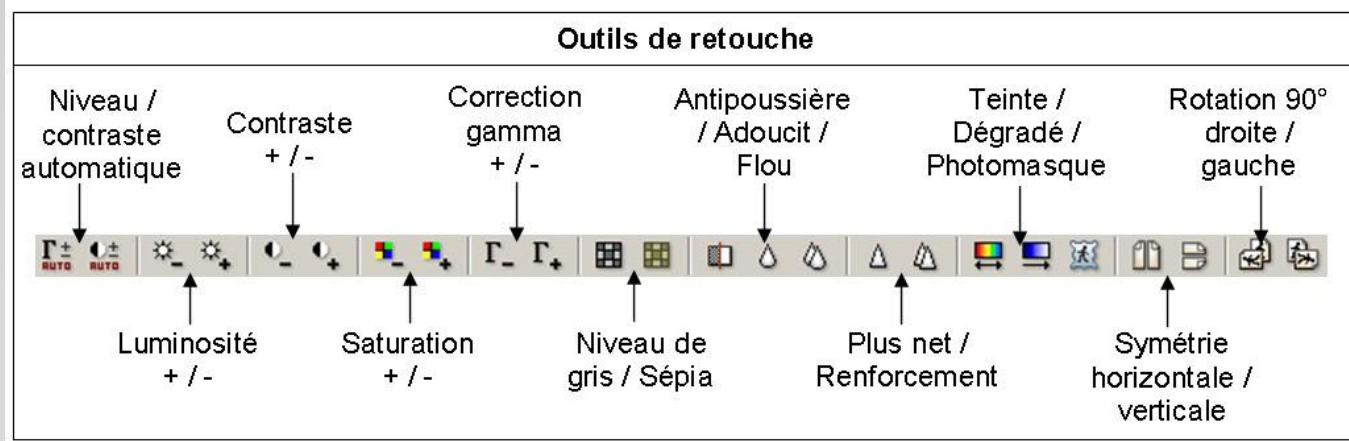 Outils de retouche
Niveau /
contraste
automatique
Contraste
+ / -
Correction
gamma
+ / -
Antipoussière
/ Adoucit /
Flou
Teinte /
Dégradé /
Photomasque
Rotation 90°
droite /
gauche
Γ± AUTO
± AUTO
Γ- Γ+
Luminosité
+ / -
Saturation
+ / -
Niveau de
gris / Sépia
Plus net /
Renforcement
Symétrie
horizontale /
verticale